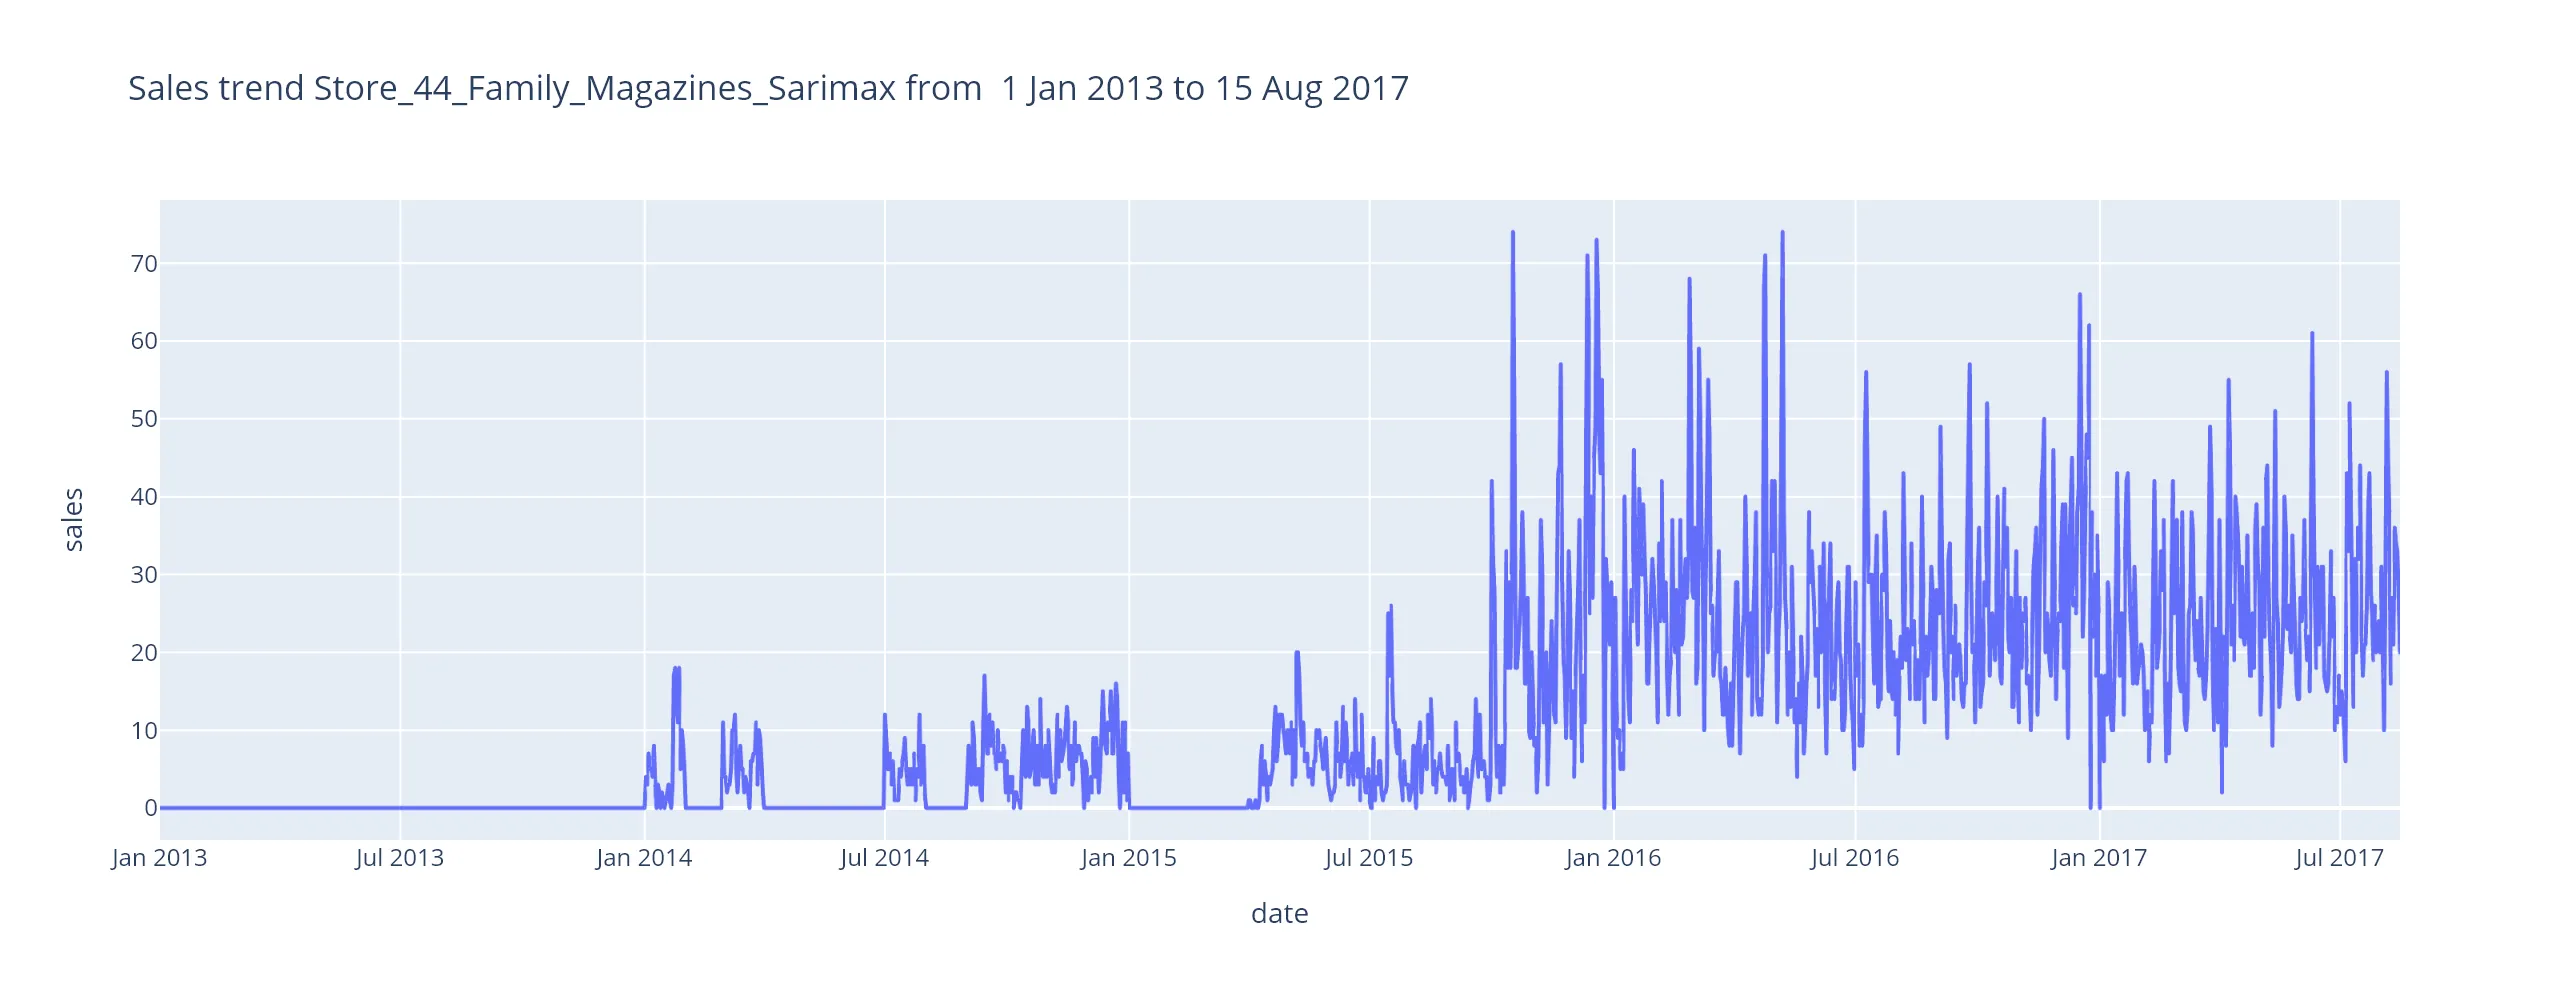 Sales trend Store_44_Family_Magazines_Sarimax from  1 Jan 2013 to 15 Aug 2017
70
60
50
40
30
20
10
0
sales
Jan 2013 Jul 2013 Jan 2014 Jul 2014 Jan 2015 Jul 2015 Jan 2016 Jul 2016 Jan 2017 Jul 2017
date